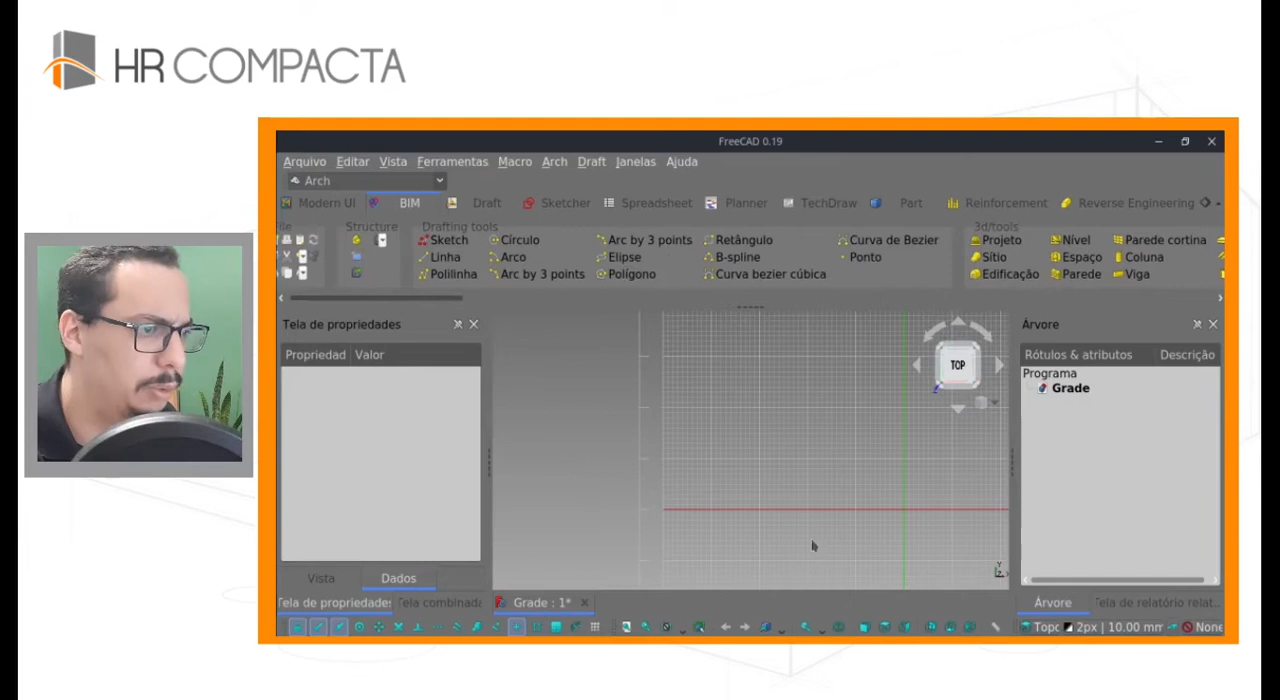 HR COMPACTA
FreeCAD 0.19
Arquivo Editar Vista Ferramentas Macro Arch Draft Janelas Ajuda
Arch
Modern UI BIM Draft Sketcher Spreadsheet Planner TechDraw Part Reinforcement Reverse Engineering
Structure Drafting tools 3d/tools
Sketch Círculo Arc by 3 points Retângulo Curva de Bezier Projeto Nível Parede cortina
Linha Arco Elipse B-spline Ponto Sítio Espaço Coluna
Polilinha Arc by 3 points Polígono Curva bezier cúbica Edificação Parede Viga
Tela de propriedades Árvore
Propriedad Valor Rótulos & atributos Descrição
TOP
Programa
Grade
Vista Dados
Tela de propriedades Tela combinada Grade : 1* Árvore Tela de relatório relat...
Topo 2px | 10.00 mm None